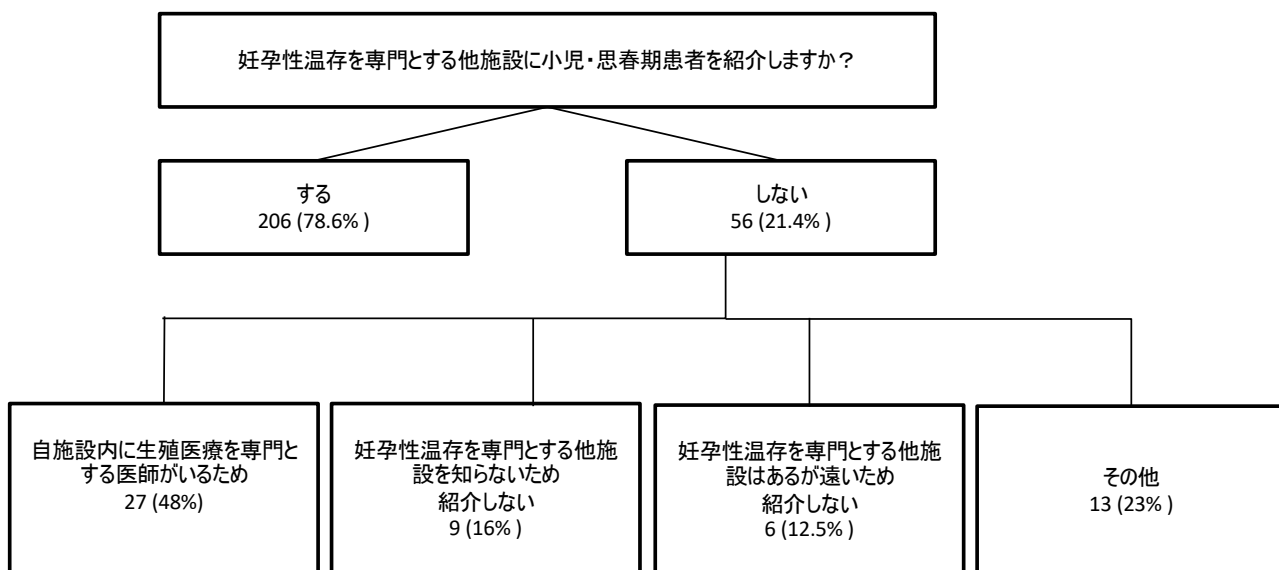 妊孕性温存を専門とする他施設に小児・思春期患者を紹介しますか？
する
206 (78.6% )
しない
56 (21.4% )
自施設内に生殖医療を専門と
する医師がいるため
27 (48%)
妊孕性温存を専門とする他施
設を知らないため
紹介しない
9 (16% )
妊孕性温存を専門とする他施
設はあるが遠いため
紹介しない
6 (12.5% )
その他
13 (23% )